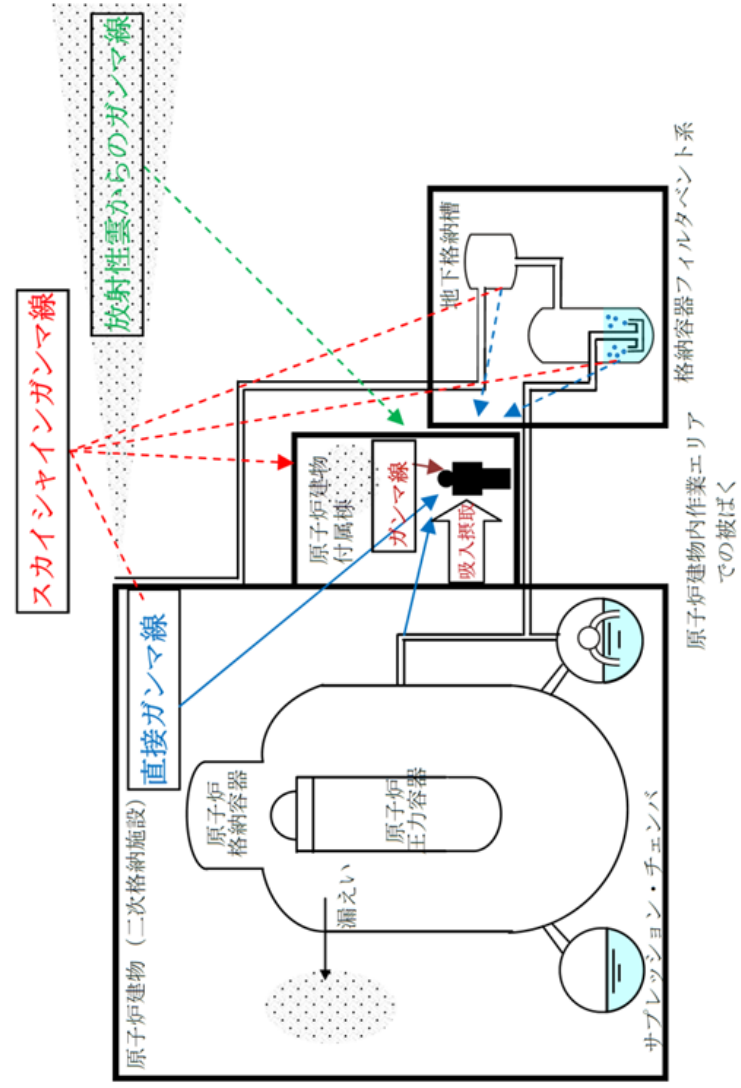 原子炉建物（二次格納施設）
漏えい
原子炉
格納容器
原子炉
圧力容器
サプレッション・チェンバ
直接ガンマ線
スカイシャインガンマ線
放射性雲からのガンマ線
原子炉建物
付属棟
ガンマ線
吸入摂取
地下格納槽
原子炉建物内作業エリア
での被ばく
格納容器フィルタベント系